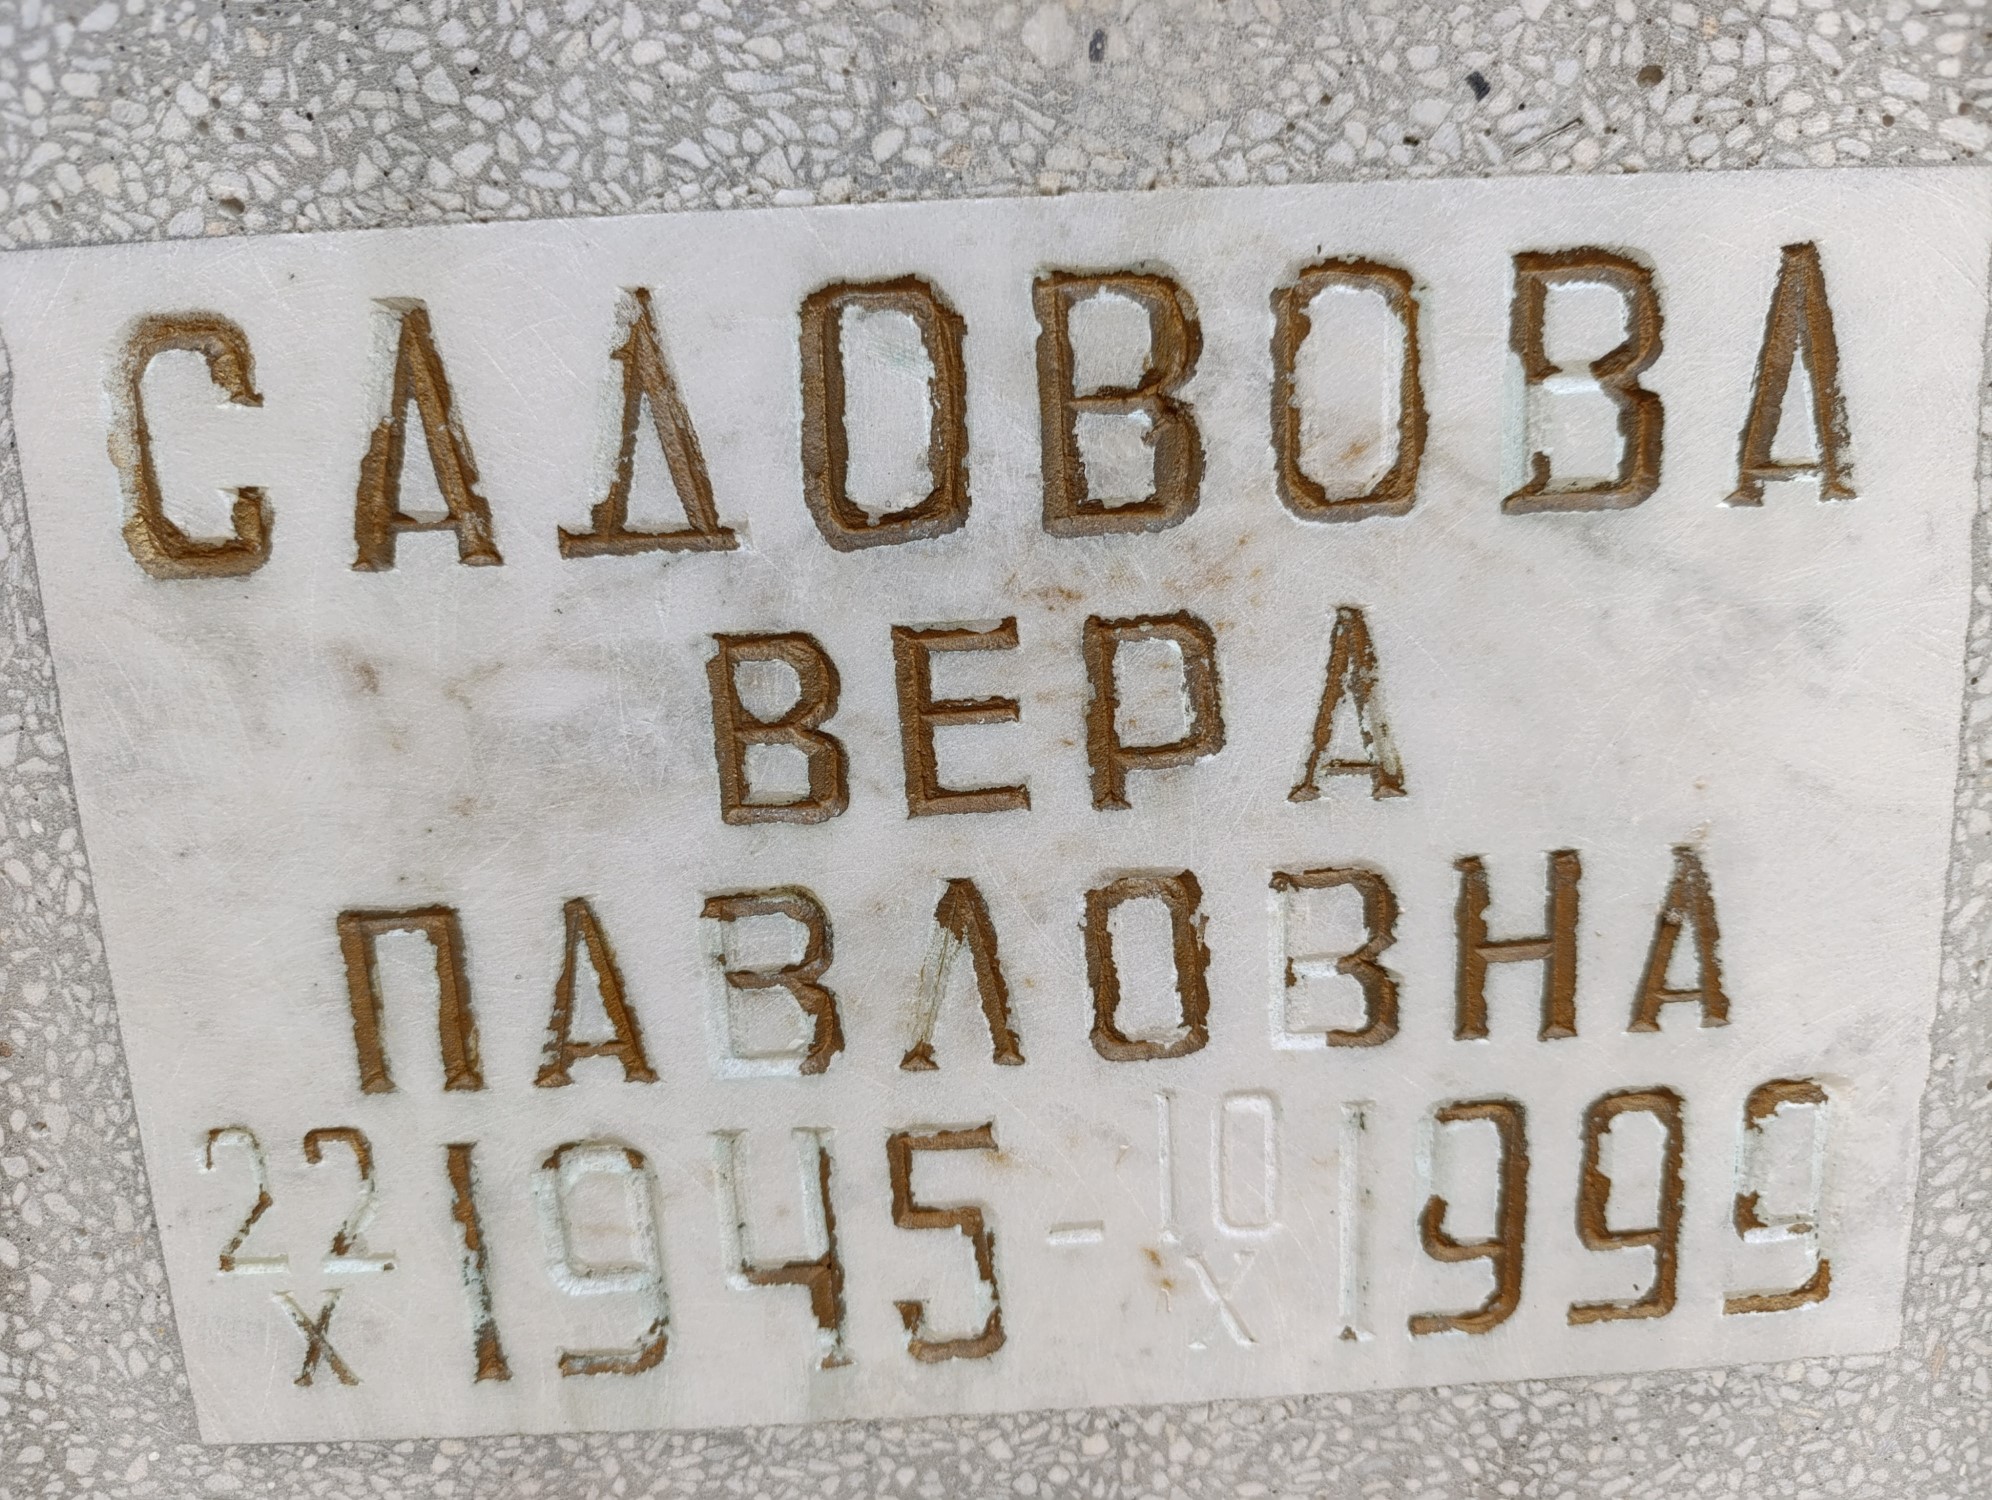 САДОВОВА
ВЕРА
ПАВЛОВНА
22/X 1945 - 10/X 1999